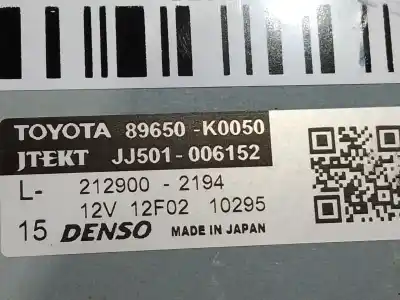 TOYOTA 89650-K0050
JTEKT JJ501-006152
L- 212900-2194
12V 12F02 10295
15 DENSO MADE IN JAPAN